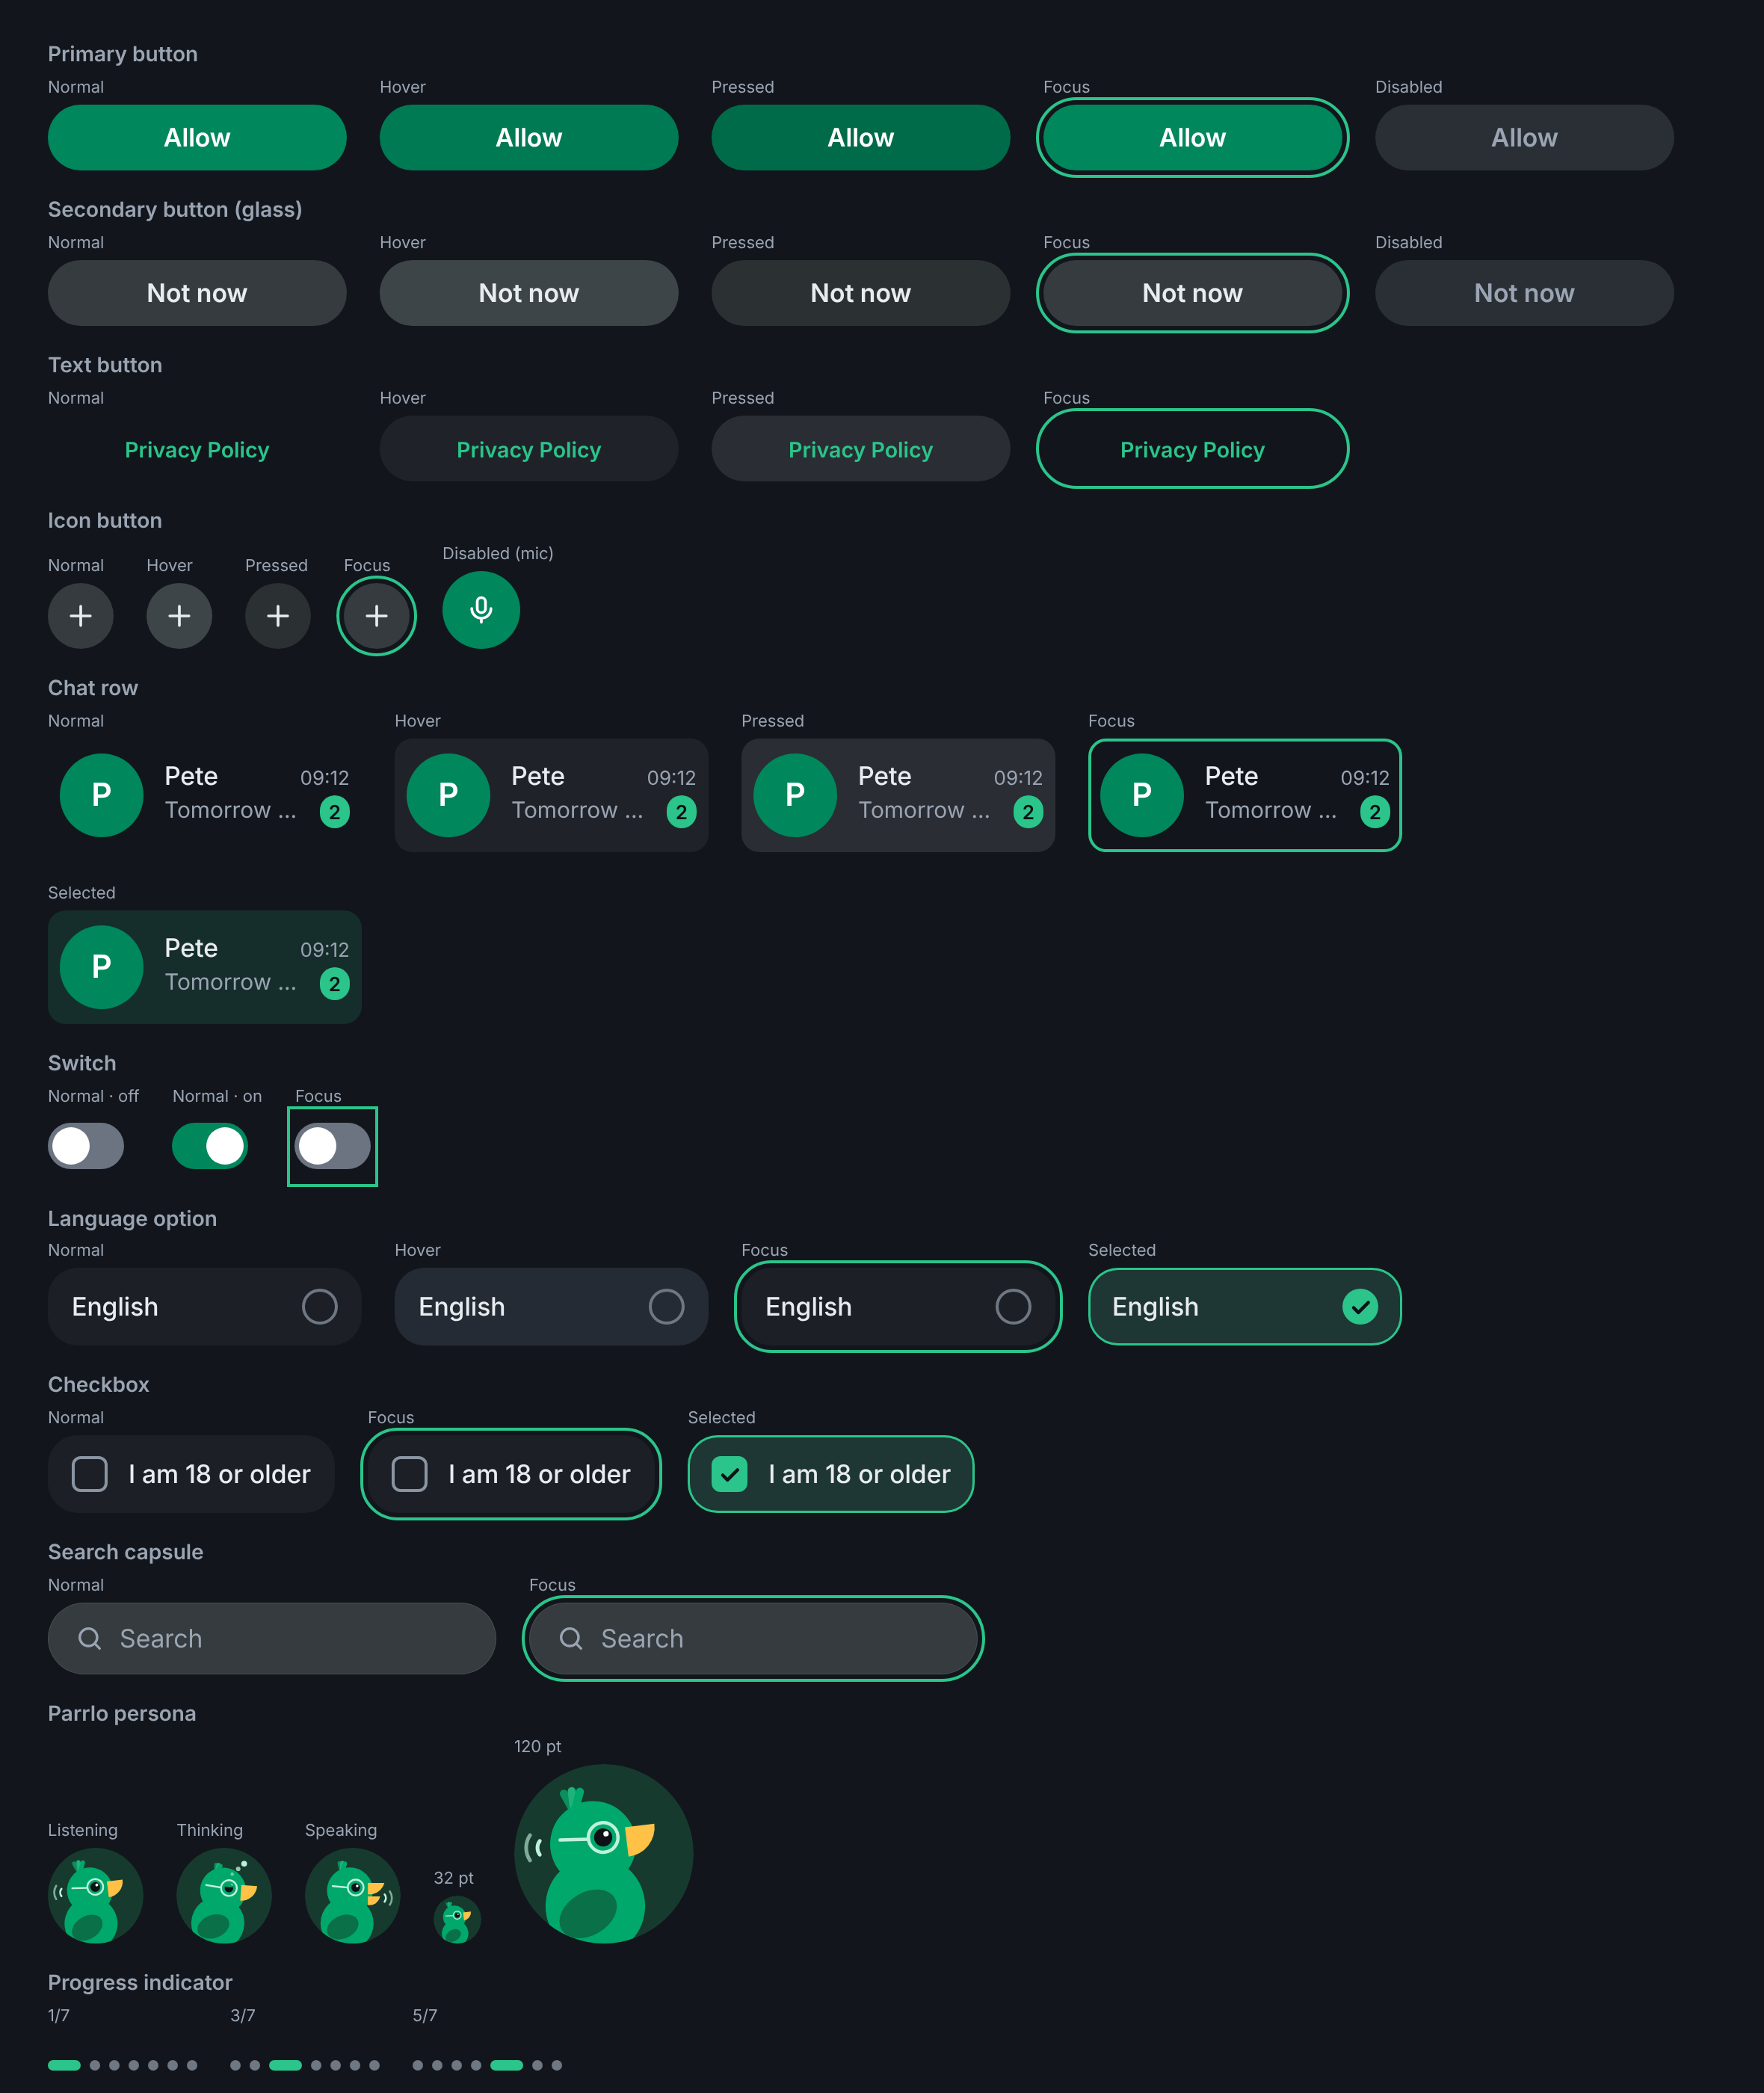 Primary button
Normal Hover Pressed Focus Disabled
Allow Allow Allow Allow Allow
Secondary button (glass)
Normal Hover Pressed Focus Disabled
Not now Not now Not now Not now Not now
Text button
Normal Hover Pressed Focus
Privacy Policy Privacy Policy Privacy Policy Privacy Policy
Icon button
Normal Hover Pressed Focus Disabled (mic)
Chat row
Normal Hover Pressed Focus
P Pete 09:12 P Pete 09:12 P Pete 09:12 P Pete 09:12
Tomorrow ... 2 Tomorrow ... 2 Tomorrow ... 2 Tomorrow ... 2
Selected
P Pete 09:12
Tomorrow ... 2
Switch
Normal · off Normal · on Focus
Language option
Normal Hover Focus Selected
English English English English
Checkbox
Normal Focus Selected
I am 18 or older I am 18 or older I am 18 or older
Search capsule
Normal Focus
Search Search
Parrlo persona
120 pt
Listening Thinking Speaking
32 pt
Progress indicator
1/7 3/7 5/7